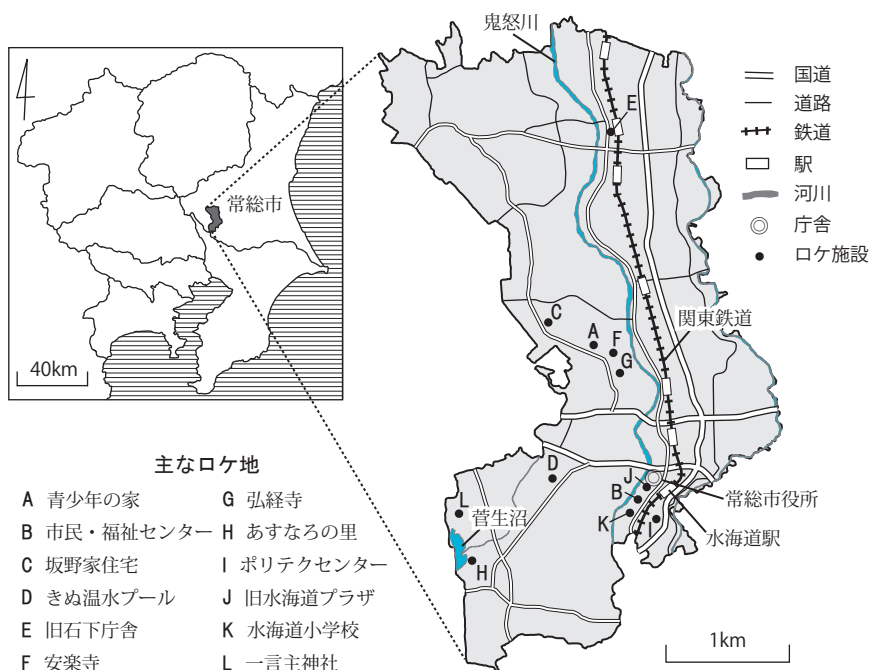 鬼怒川
常総市
40km
国道
道路
鉄道
駅
河川
庁舎
ロケ施設
E
C
A
F
G
関東鉄道
D
J
B
K
I
L
H
菅生沼
常総市役所
水海道駅
1km
主なロケ地
A 青少年の家
B 市民・福祉センター
C 坂野家住宅
D きぬ温水プール
E 旧石下庁舎
F 安楽寺
G 弘経寺
H あすなろの里
I ポリテクセンター
J 旧水海道プラザ
K 水海道小学校
L 一言主神社